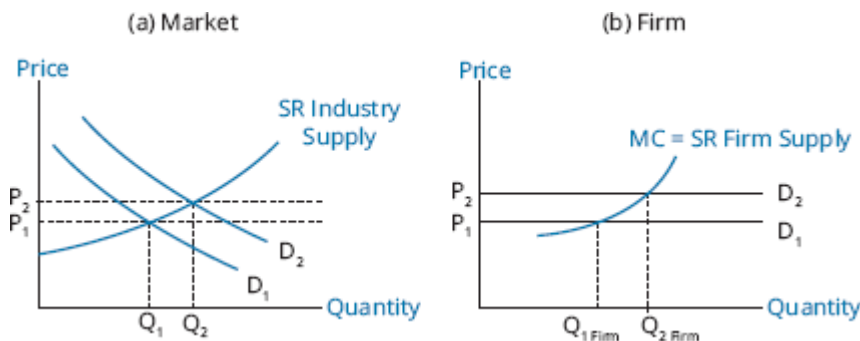 (a) Market
Price
SR Industry
Supply
P₂
P₁
D₂
D₁
Q₁
Q₂
Quantity
(b) Firm
Price
MC = SR Firm Supply
P₂
D₂
P₁
D₁
Q₁ Firm
Q₂ Firm
Quantity